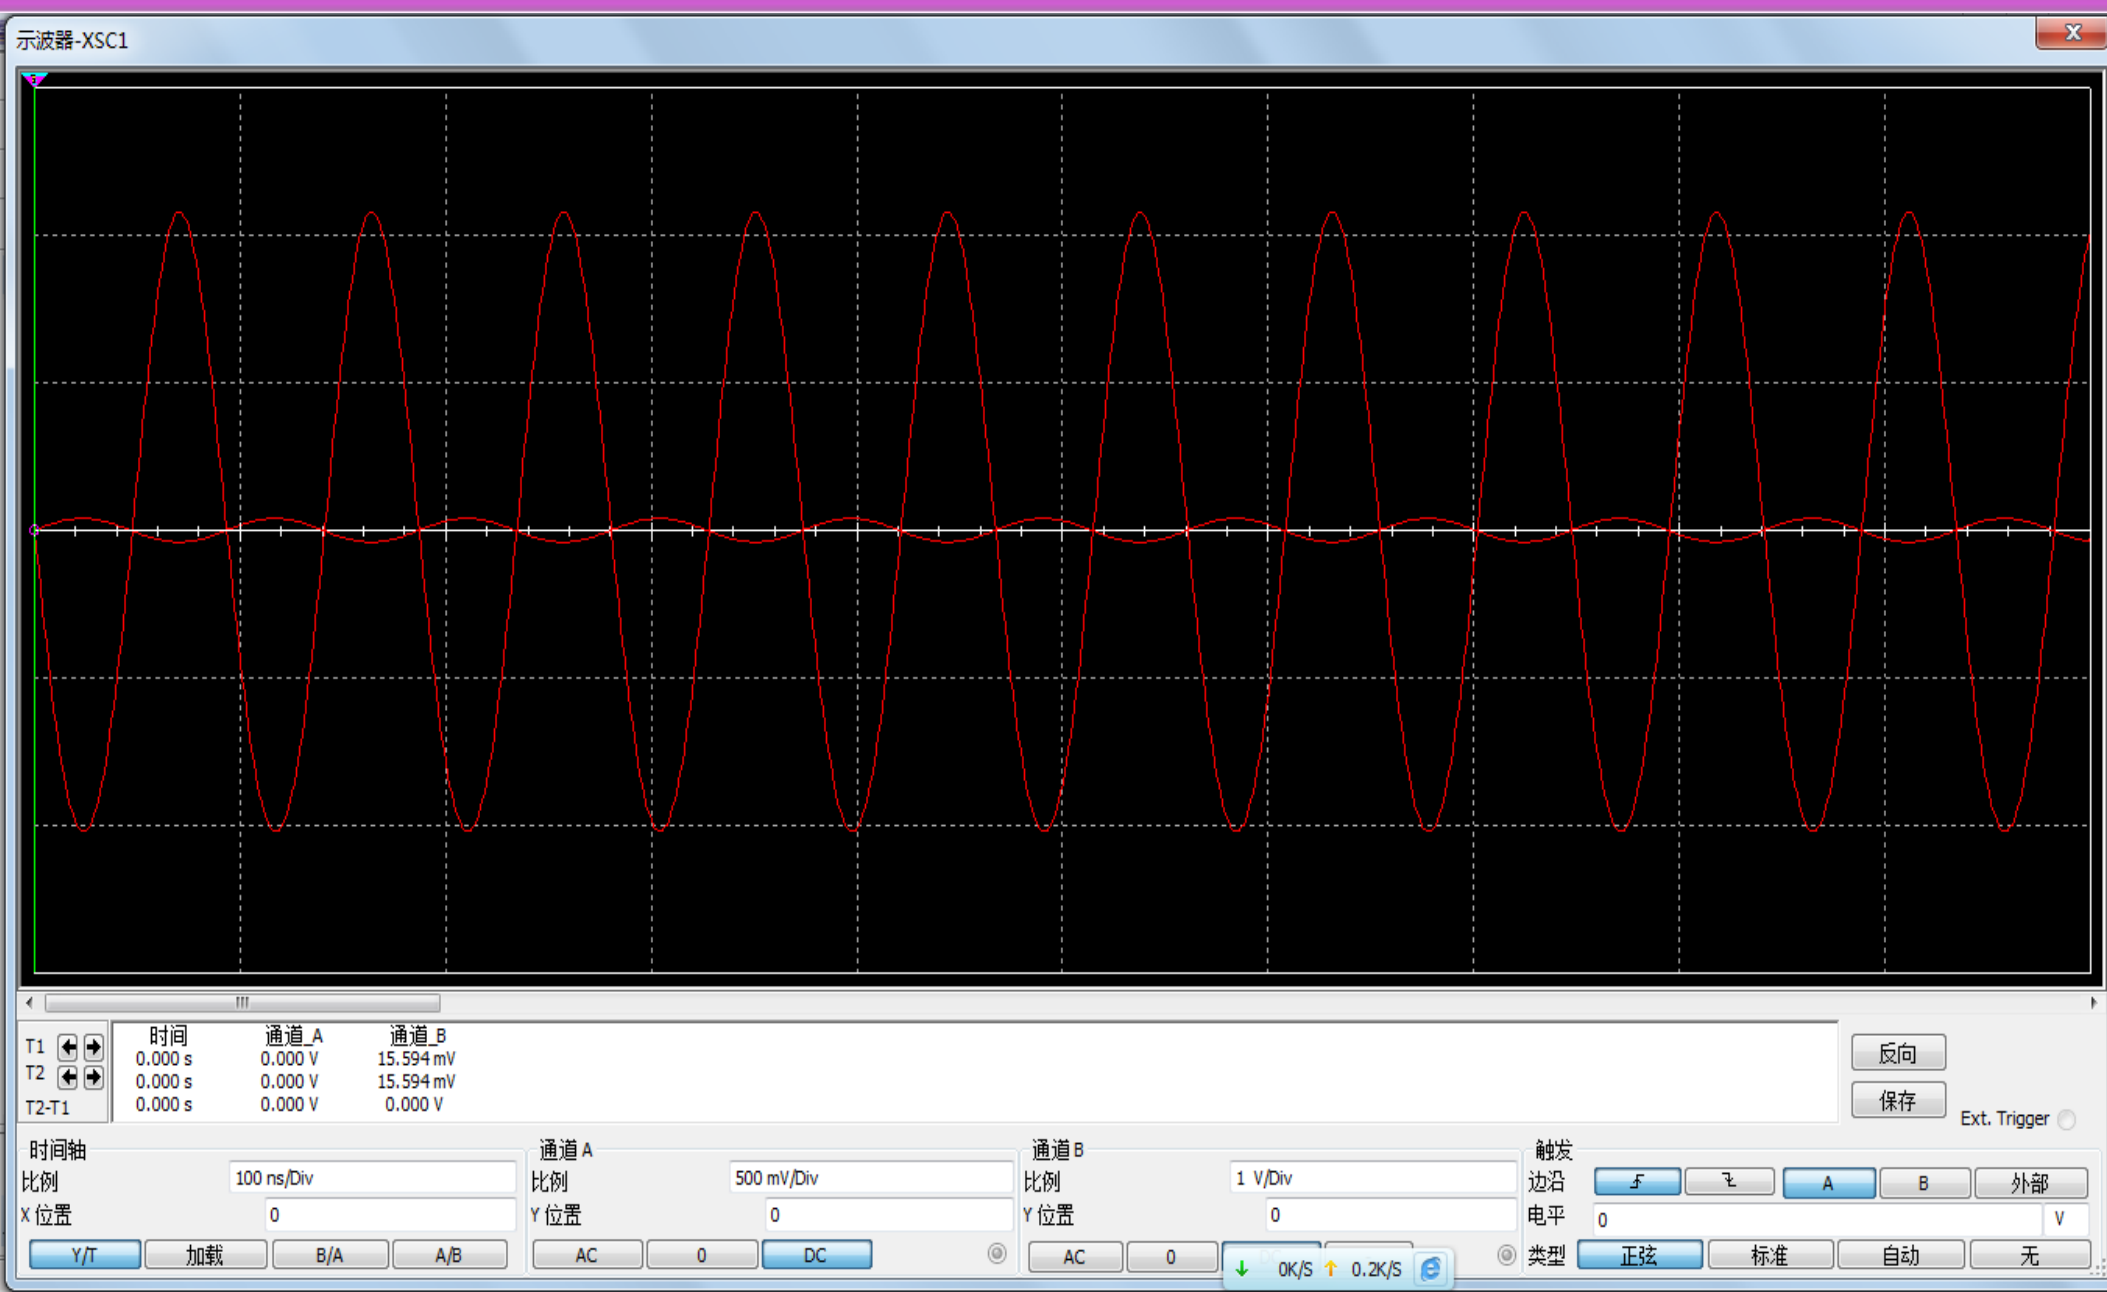 示波器-XSC1
X
时间 通道_A 通道_B
T1 0.000 s 0.000 V 15.594 mV
T2 0.000 s 0.000 V 15.594 mV
T2-T1 0.000 s 0.000 V 0.000 V
反向
保存
Ext. Trigger
时间轴
比例 100 ns/Div
X 位置 0
Y/T 加载 B/A A/B
通道 A
比例 500 mV/Div
Y 位置 0
AC 0 DC
通道 B
比例 1 V/Div
Y 位置 0
AC 0
0K/S 0.2K/S
触发
边沿 A B 外部
电平 0 V
类型 正弦 标准 自动 无